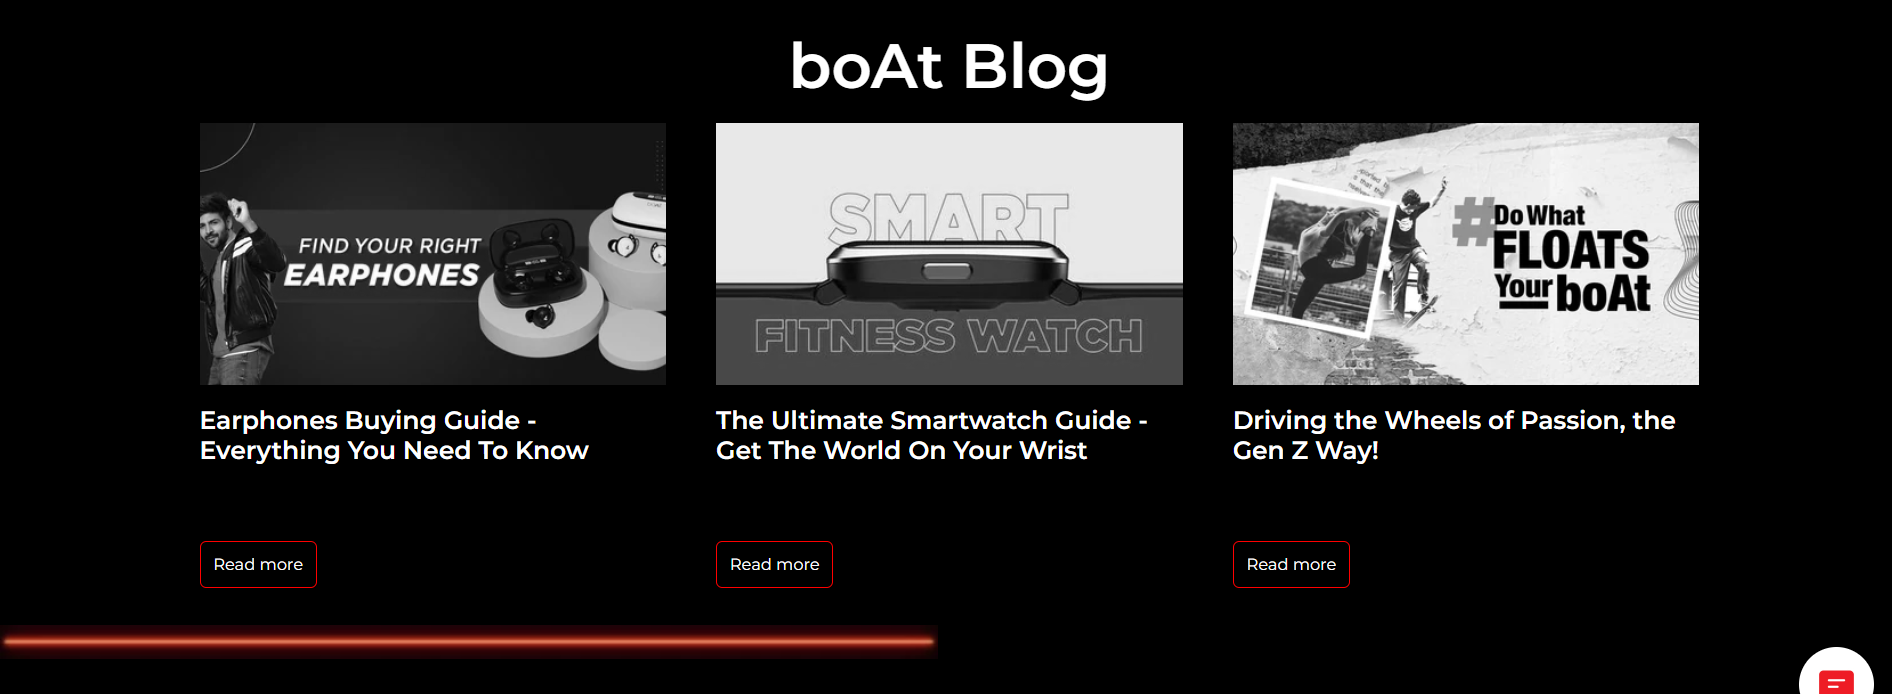 boAt Blog
FIND YOUR RIGHT
EARPHONES
Earphones Buying Guide -
Everything You Need To Know
Read more
SMART
FITNESS WATCH
The Ultimate Smartwatch Guide -
Get The World On Your Wrist
Read more
#Do What
FLOATS
Your boAt
Driving the Wheels of Passion, the
Gen Z Way!
Read more